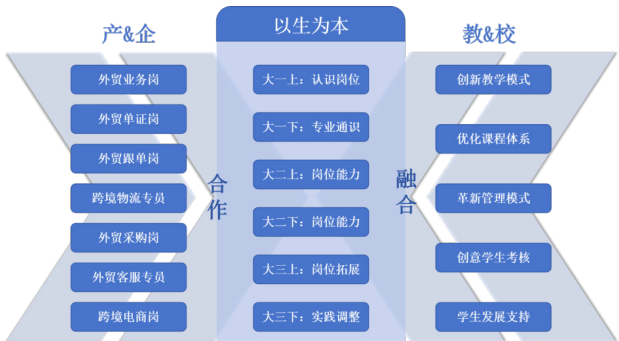 产&企
外贸业务岗
外贸单证岗
外贸跟单岗
跨境物流专员
外贸采购岗
外贸客服专员
跨境电商岗
合作
以生为本
大一上：认识岗位
大一下：专业通识
大二上：岗位能力
大二下：岗位能力
大三上：岗位拓展
大三下：实践调整
融合
教&校
创新教学模式
优化课程体系
革新管理模式
创意学生考核
学生发展支持